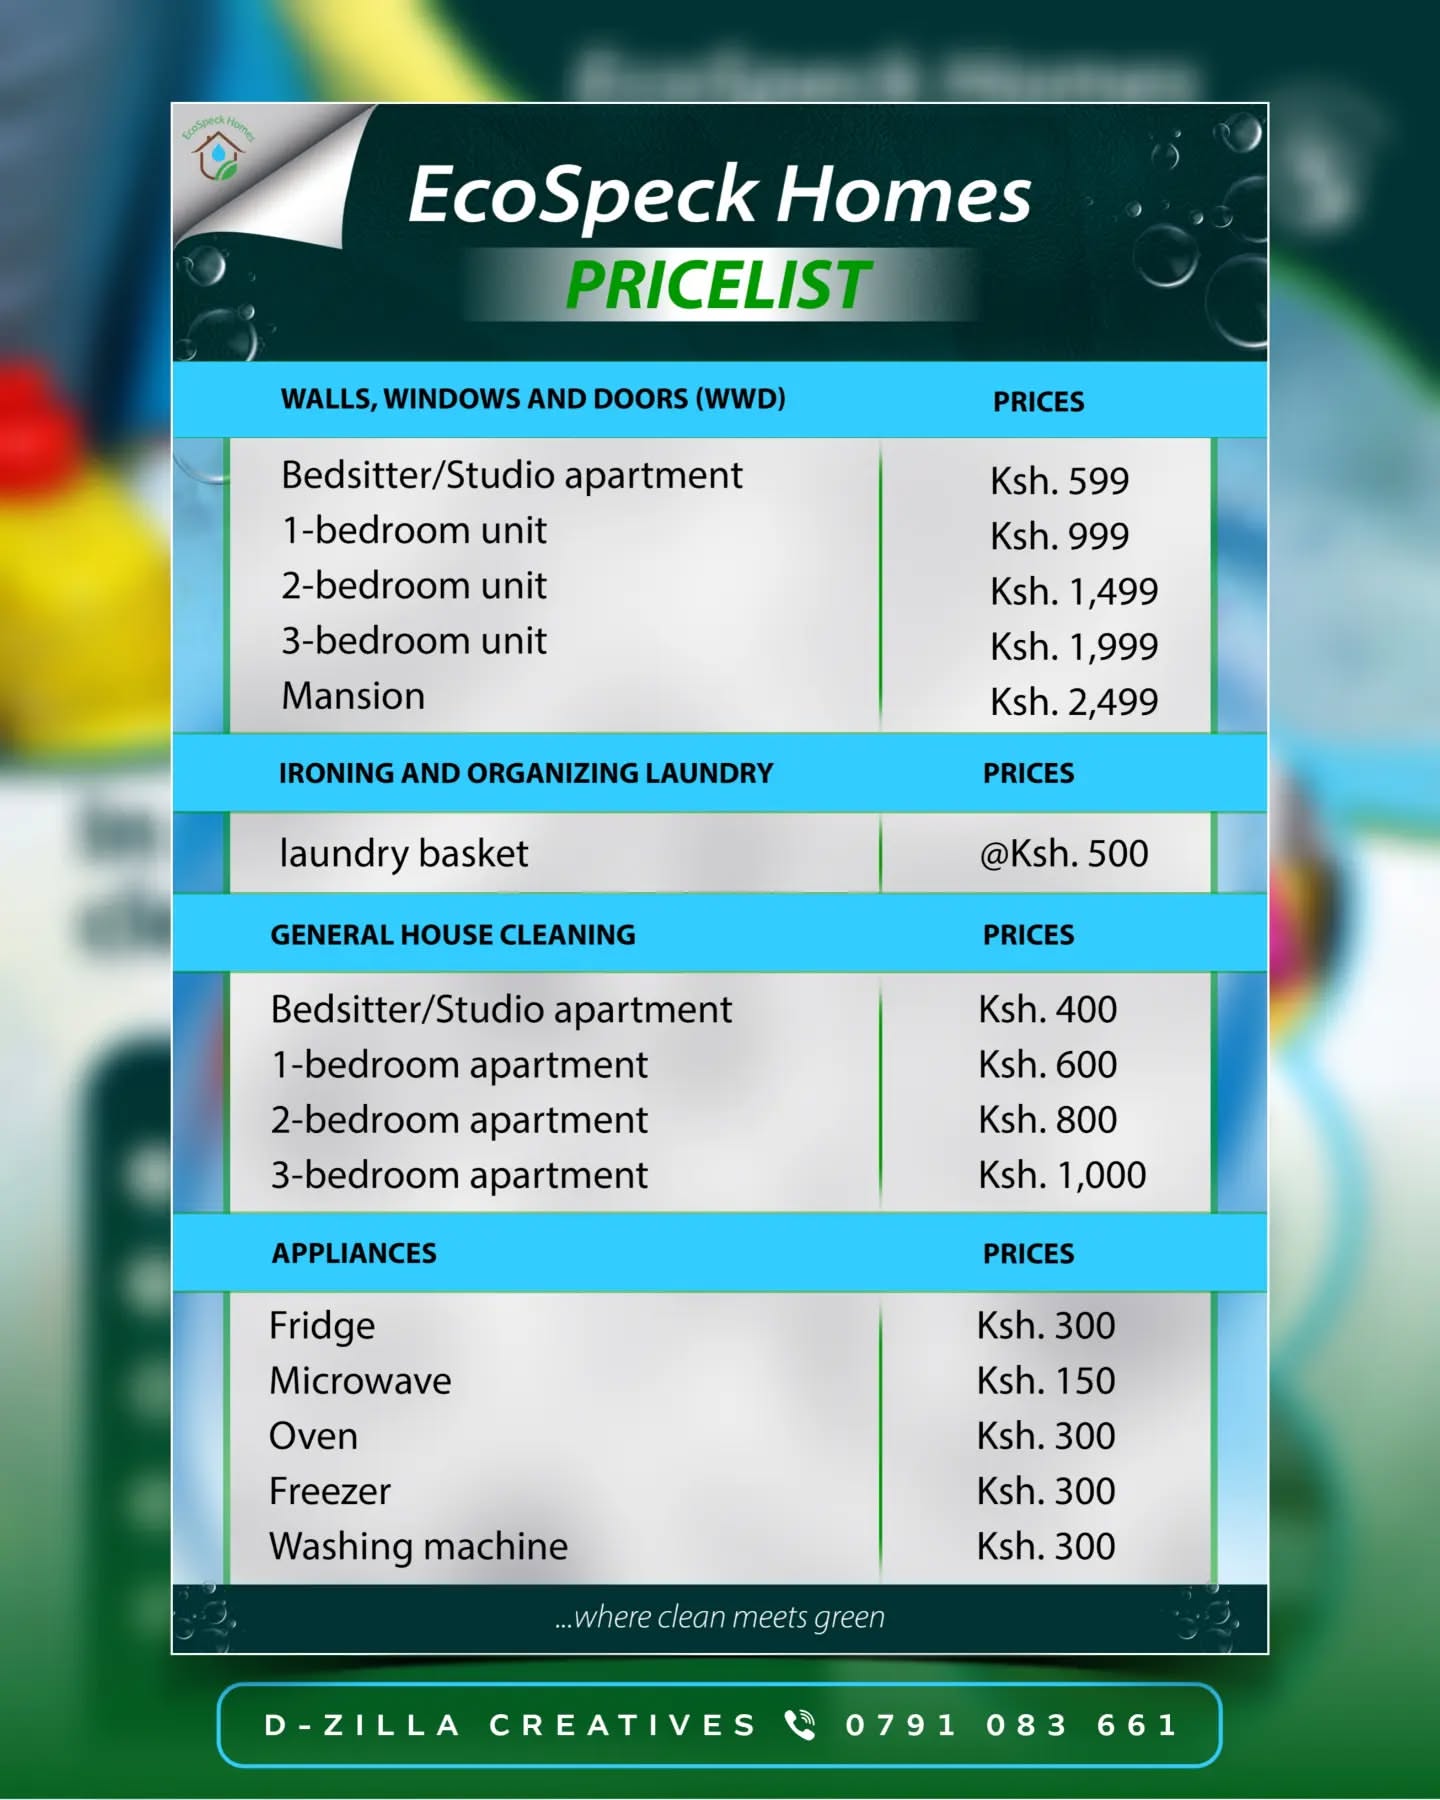 EcoSpeck Homes
EcoSpeck Homes
PRICELIST
WALLS, WINDOWS AND DOORS (WWD) PRICES
Bedsitter/Studio apartment Ksh. 599
1-bedroom unit Ksh. 999
2-bedroom unit Ksh. 1,499
3-bedroom unit Ksh. 1,999
Mansion Ksh. 2,499
IRONING AND ORGANIZING LAUNDRY PRICES
laundry basket @Ksh. 500
GENERAL HOUSE CLEANING PRICES
Bedsitter/Studio apartment Ksh. 400
1-bedroom apartment Ksh. 600
2-bedroom apartment Ksh. 800
3-bedroom apartment Ksh. 1,000
APPLIANCES PRICES
Fridge Ksh. 300
Microwave Ksh. 150
Oven Ksh. 300
Freezer Ksh. 300
Washing machine Ksh. 300
...where clean meets green
D-ZILLA CREATIVES 0791 083 661